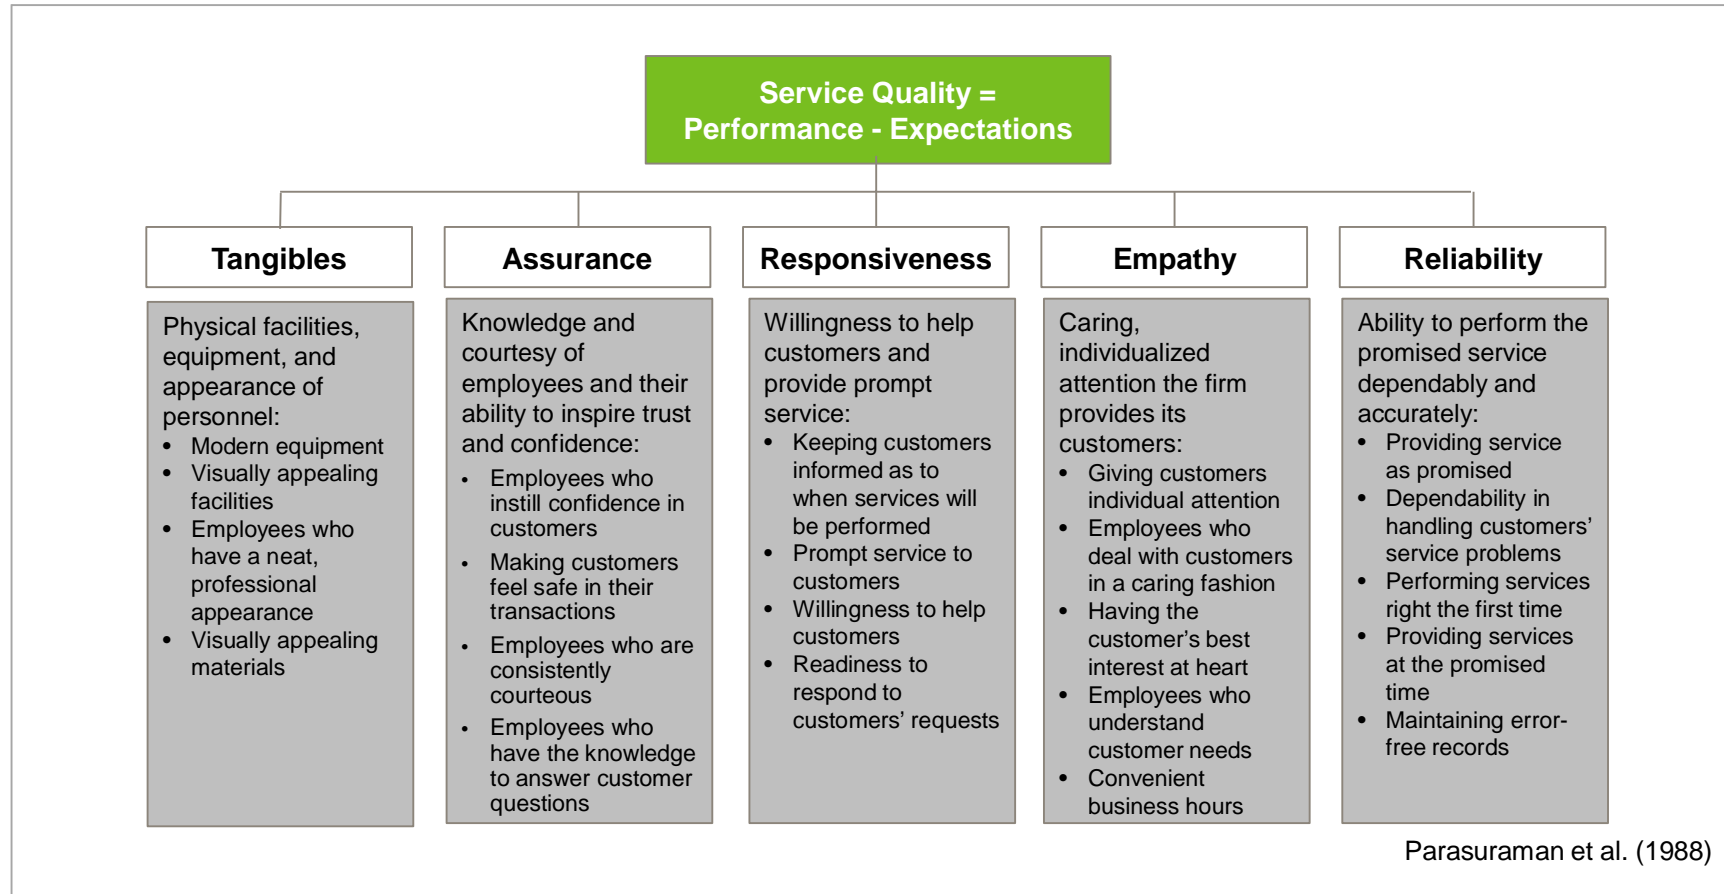 Service Quality =
Performance - Expectations
Tangibles
Physical facilities,
equipment, and
appearance of
personnel:
• Modern equipment
• Visually appealing
facilities
• Employees who
have a neat,
professional
appearance
• Visually appealing
materials
Assurance
Knowledge and
courtesy of
employees and their
ability to inspire trust
and confidence:
• Employees who
instill confidence in
customers
• Making customers
feel safe in their
transactions
• Employees who are
consistently
courteous
• Employees who
have the knowledge
to answer customer
questions
Responsiveness
Willingness to help
customers and
provide prompt
service:
• Keeping customers
informed as to
when services will
be performed
• Prompt service to
customers
• Willingness to help
customers
• Readiness to
respond to
customers’ requests
Empathy
Caring,
individualized
attention the firm
provides its
customers:
• Giving customers
individual attention
• Employees who
deal with customers
in a caring fashion
• Having the
customer’s best
interest at heart
• Employees who
understand
customer needs
• Convenient
business hours
Reliability
Ability to perform the
promised service
dependably and
accurately:
• Providing service
as promised
• Dependability in
handling customers’
service problems
• Performing services
right the first time
• Providing services
at the promised
time
• Maintaining error-
free records
Parasuraman et al. (1988)